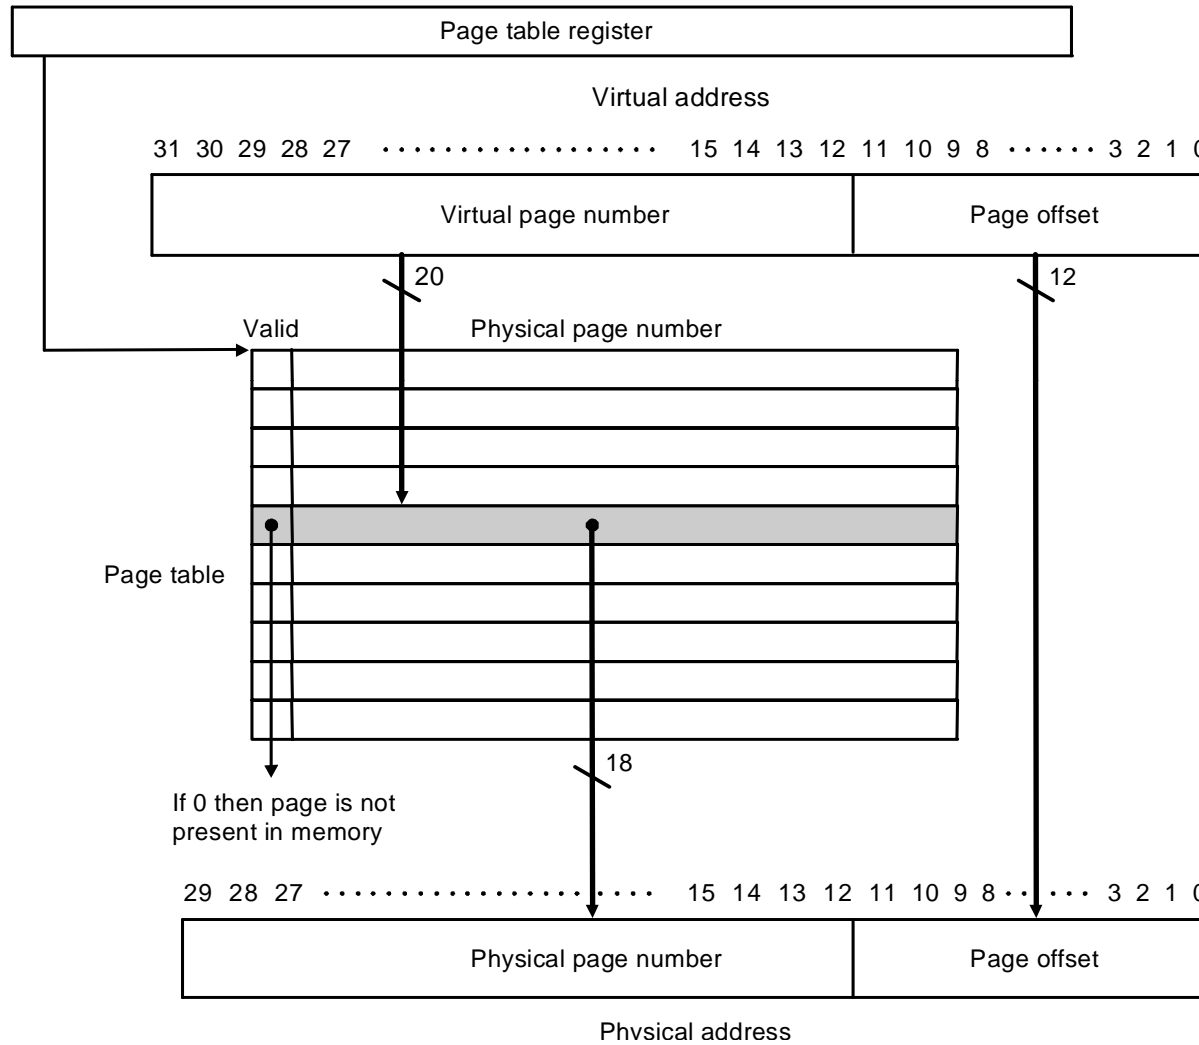 Page table register
Virtual address
31 30 29 28 27 ················· 15 14 13 12 11 10 9 8 ······ 3 2 1 0
Virtual page number Page offset
20 12
Valid Physical page number
Page table
18
If 0 then page is not
present in memory
29 28 27 ····················· 15 14 13 12 11 10 9 8 ······ 3 2 1 0
Physical page number Page offset
Physical address